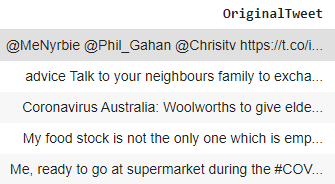 OriginalTweet
@MeNyrbie @Phil_Gahan @Chrisitv https://t.co/i...
advice Talk to your neighbours family to excha...
Coronavirus Australia: Woolworths to give elde...
My food stock is not the only one which is emp...
Me, ready to go at supermarket during the #COV...